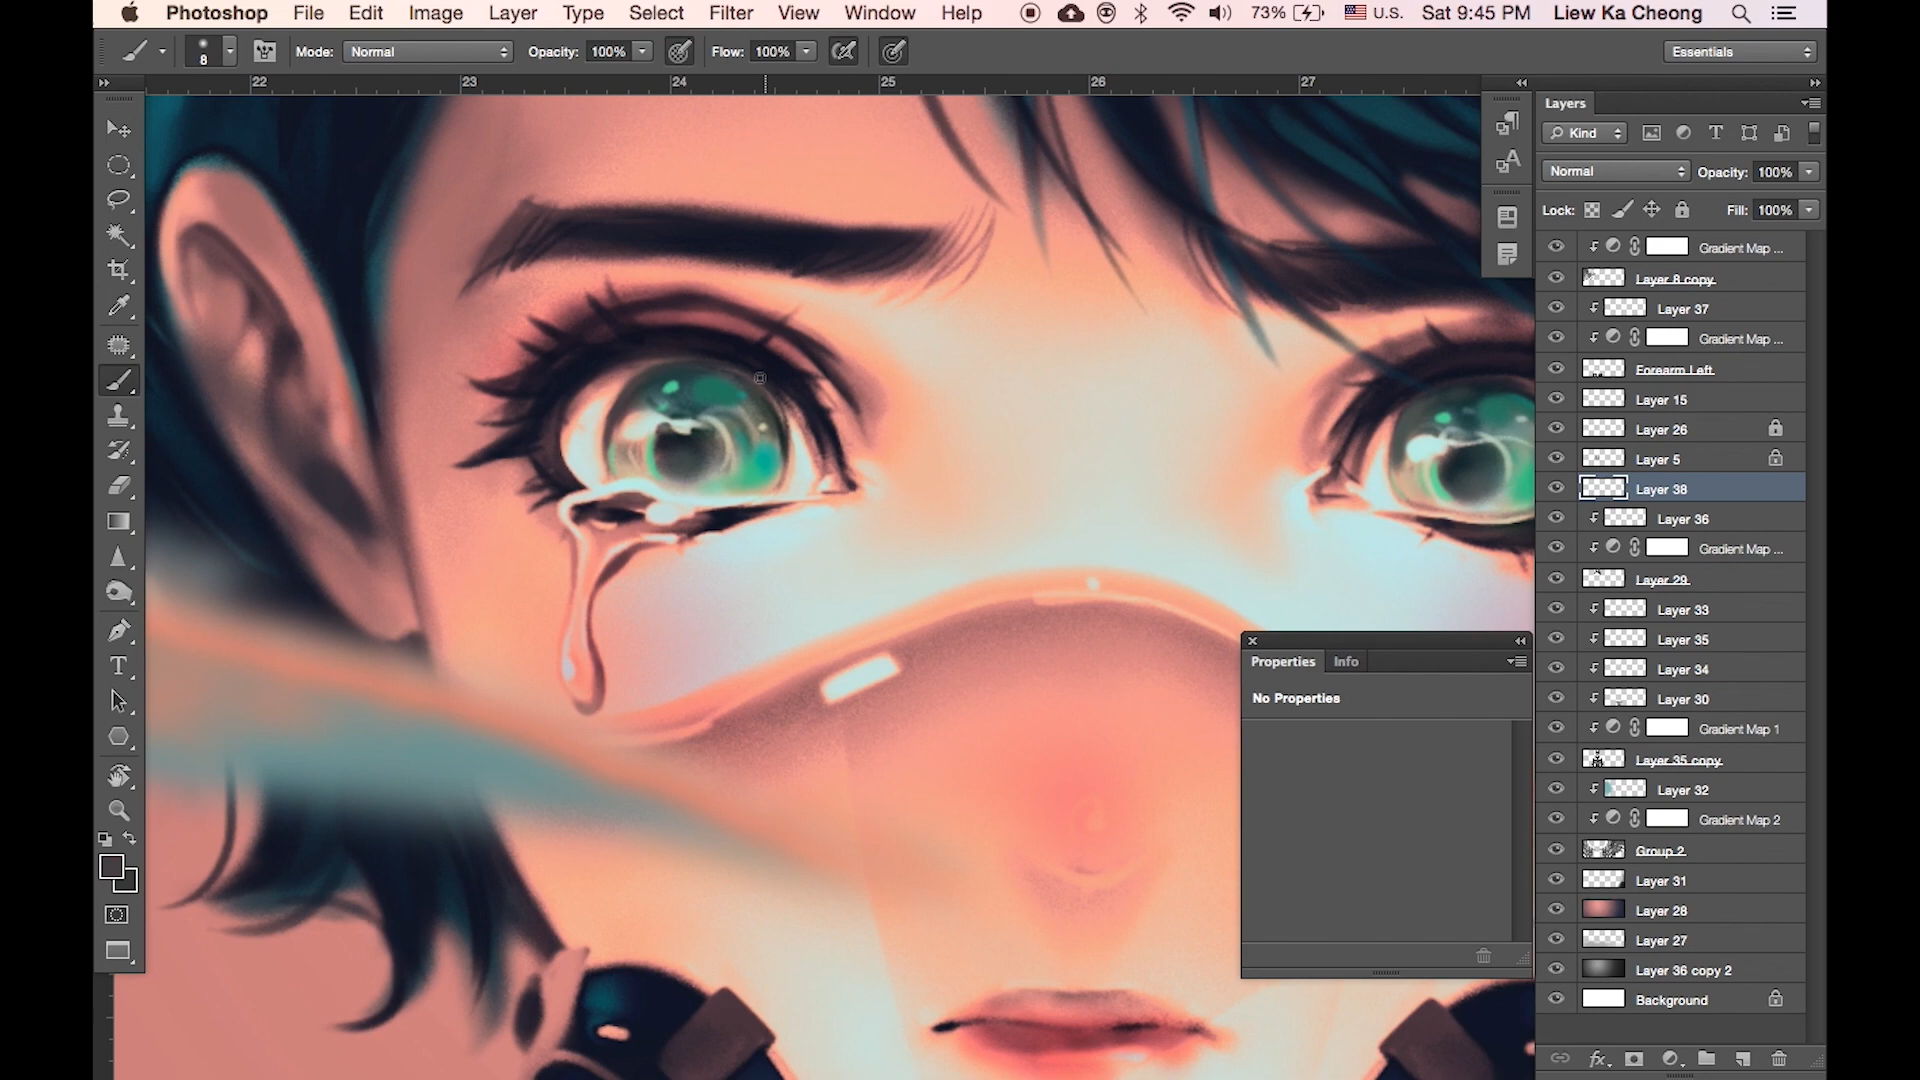 Photoshop File Edit Image Layer Type Select Filter View Window Help 73% U.S. Sat 9:45 PM Liew Ka Cheong
8 Mode: Normal Opacity: 100% Flow: 100% Essentials
22 23 24 25 26 27
Layers
Kind
Normal Opacity: 100%
Lock: Fill: 100%
Gradient Map ...
Layer 8 copy
Layer 37
Gradient Map ...
Forearm Left
Layer 15
Layer 26
Layer 5
Layer 38
Layer 36
Gradient Map ...
Layer 29
Layer 33
Layer 35
Layer 34
Layer 30
Gradient Map 1
Layer 35 copy
Layer 32
Gradient Map 2
Group 2
Layer 31
Layer 28
Layer 27
Layer 36 copy 2
Background
Properties Info
No Properties